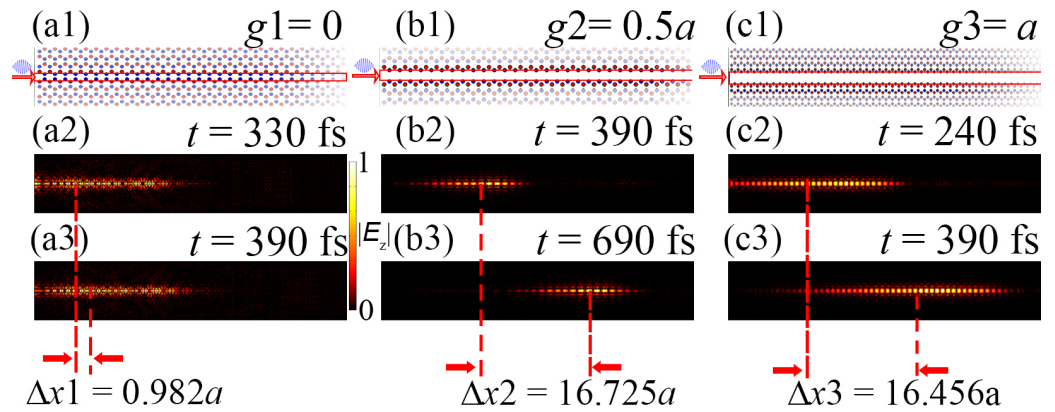 (a1) g1= 0
(b1) g2= 0.5a
(c1) g3= a
(a2) t = 330 fs
(b2) t = 390 fs
(c2) t = 240 fs
1
|E_z|
0
(a3) t = 390 fs
(b3) t = 690 fs
(c3) t = 390 fs
Δx1 = 0.982a
Δx2 = 16.725a
Δx3 = 16.456a